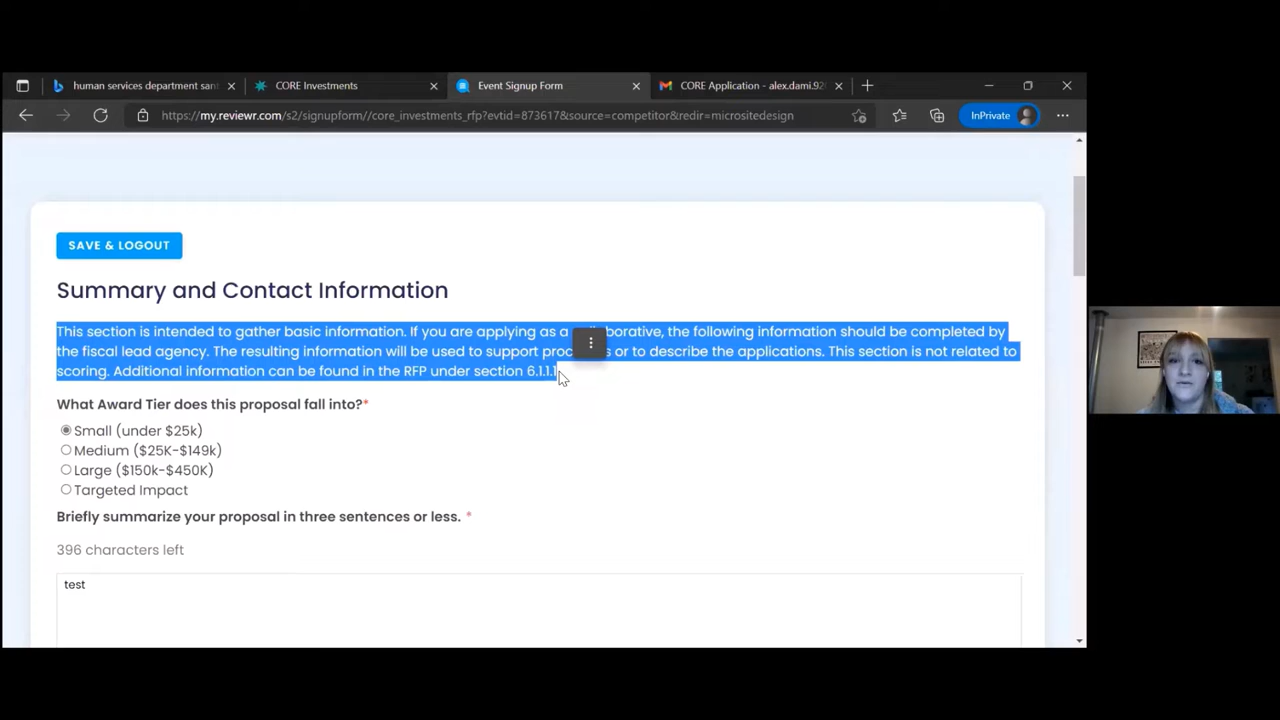 human services department sant
CORE Investments
Event Signup Form
CORE Application - alex.dami.92
https://my.reviewr.com/s2/signupform//core_investments_rfp?evtid=873617&source=competitor&redir=micrositedesign
InPrivate
SAVE & LOGOUT
Summary and Contact Information
This section is intended to gather basic information. If you are applying as a borative, the following information should be completed by
the fiscal lead agency. The resulting information will be used to support proc s or to describe the applications. This section is not related to
scoring. Additional information can be found in the RFP under section 6.1.1.1
What Award Tier does this proposal fall into?*
Small (under $25k)
Medium ($25K-$149k)
Large ($150k-$450K)
Targeted Impact
Briefly summarize your proposal in three sentences or less. *
396 characters left
test